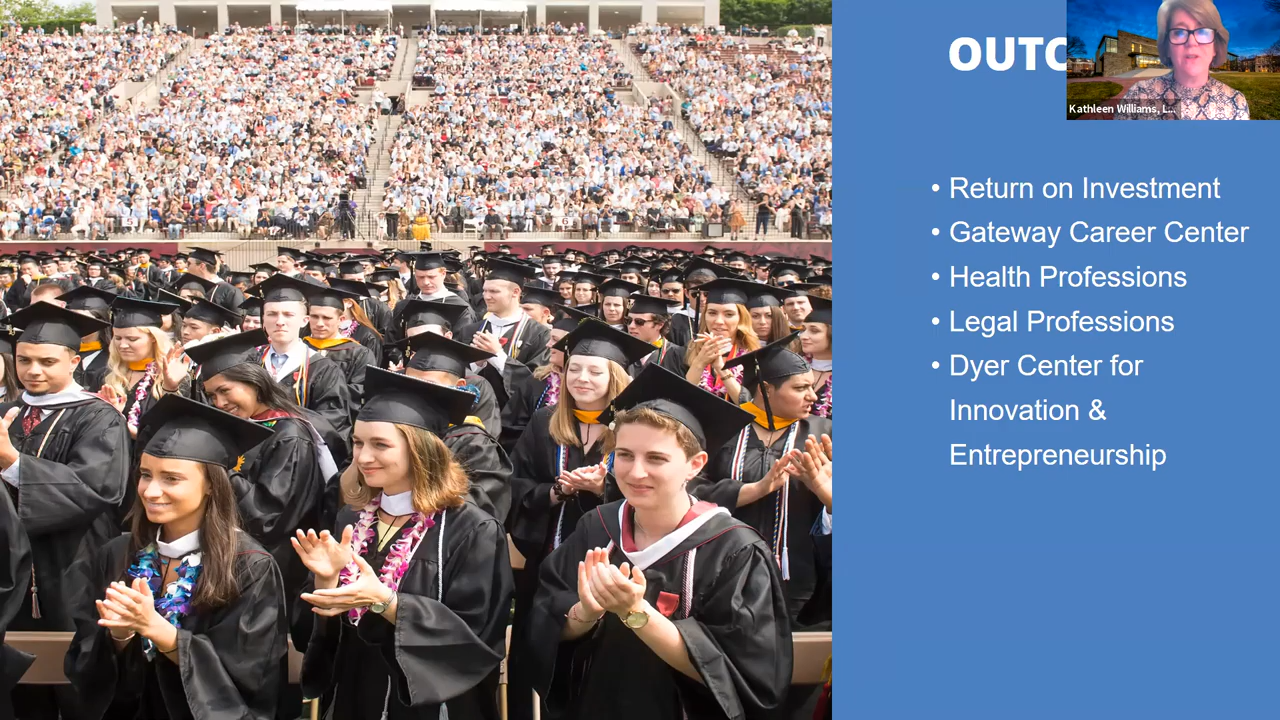 OUTC
Kathleen Williams, L...
• Return on Investment
• Gateway Career Center
• Health Professions
• Legal Professions
• Dyer Center for
Innovation &
Entrepreneurship